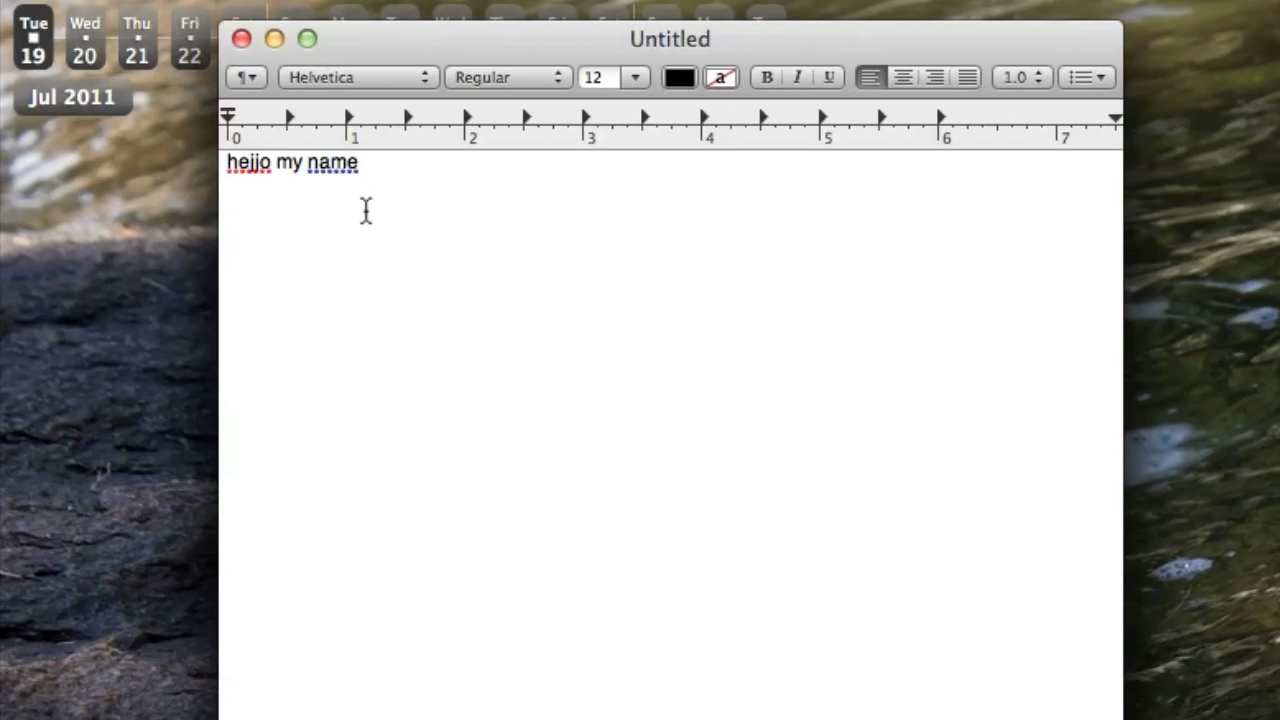 Tue Wed Thu Fri
19 20 21 22
Jul 2011
Untitled
Helvetica Regular 12 a B I U 1.0
0 1 2 3 4 5 6 7
hejjo my name